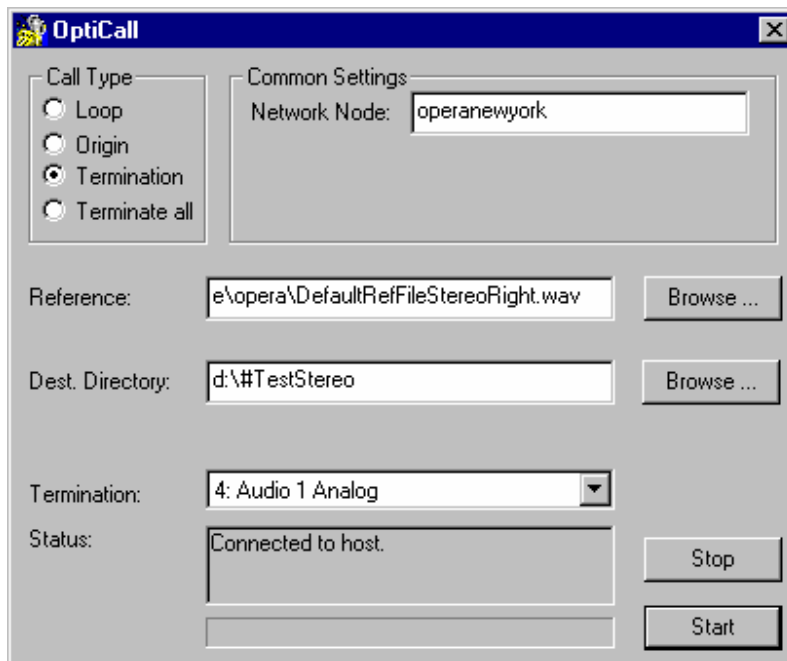 OptiCall
Call Type
Loop
Origin
Termination
Terminate all
Common Settings
Network Node: operanewyork
Reference: e\opera\DefaultRefFileStereoRight.wav Browse ...
Dest. Directory: d:\#TestStereo Browse ...
Termination: 4: Audio 1 Analog
Status: Connected to host.
Stop
Start